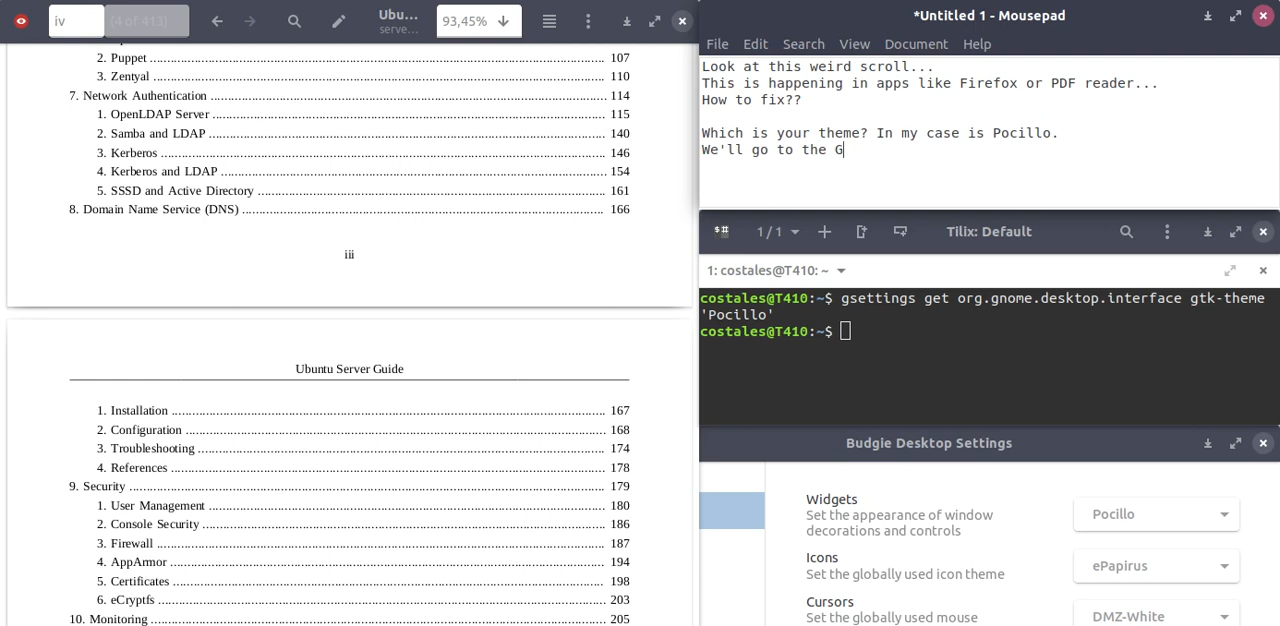 iv
(4 of 413)
Ubu...
serve...
93,45%
2. Puppet 107
3. Zentyal 110
7. Network Authentication 114
1. OpenLDAP Server 115
2. Samba and LDAP 140
3. Kerberos 146
4. Kerberos and LDAP 154
5. SSSD and Active Directory 161
8. Domain Name Service (DNS) 166
iii
Ubuntu Server Guide
1. Installation 167
2. Configuration 168
3. Troubleshooting 174
4. References 178
9. Security 179
1. User Management 180
2. Console Security 186
3. Firewall 187
4. AppArmor 194
5. Certificates 198
6. eCryptfs 203
10. Monitoring 205
*Untitled 1 - Mousepad
File Edit Search View Document Help
Look at this weird scroll...
This is happening in apps like Firefox or PDF reader...
How to fix??
Which is your theme? In my case is Pocillo.
We'll go to the G
1 / 1
Tilix: Default
1: costales@T410: ~
costales@T410:~$ gsettings get org.gnome.desktop.interface gtk-theme
'Pocillo'
costales@T410:~$
Budgie Desktop Settings
Widgets
Set the appearance of window
decorations and controls
Pocillo
Icons
Set the globally used icon theme
ePapirus
Cursors
Set the globally used mouse
DMZ-White